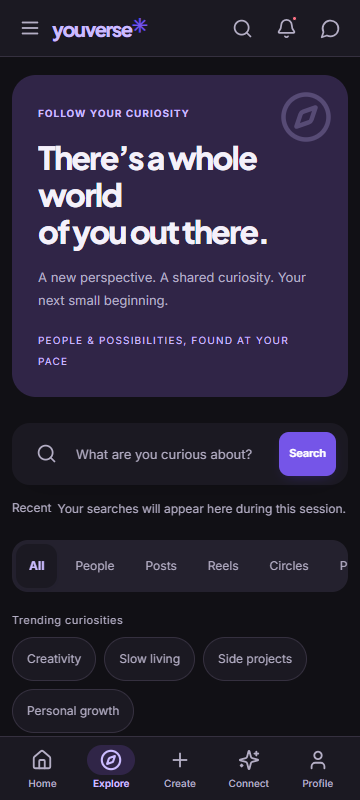 youverse
FOLLOW YOUR CURIOSITY
There’s a whole
world
of you out there.
A new perspective. A shared curiosity. Your
next small beginning.
PEOPLE & POSSIBILITIES, FOUND AT YOUR
PACE
What are you curious about?
Search
Recent Your searches will appear here during this session.
All People Posts Reels Circles P
Trending curiosities
Creativity Slow living Side projects
Personal growth
Home Explore Create Connect Profile